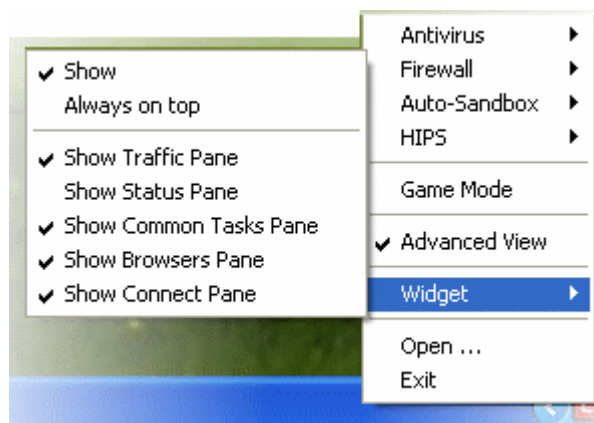 Show
Always on top
Show Traffic Pane
Show Status Pane
Show Common Tasks Pane
Show Browsers Pane
Show Connect Pane
Antivirus
Firewall
Auto-Sandbox
HIPS
Game Mode
Advanced View
Widget
Open ...
Exit